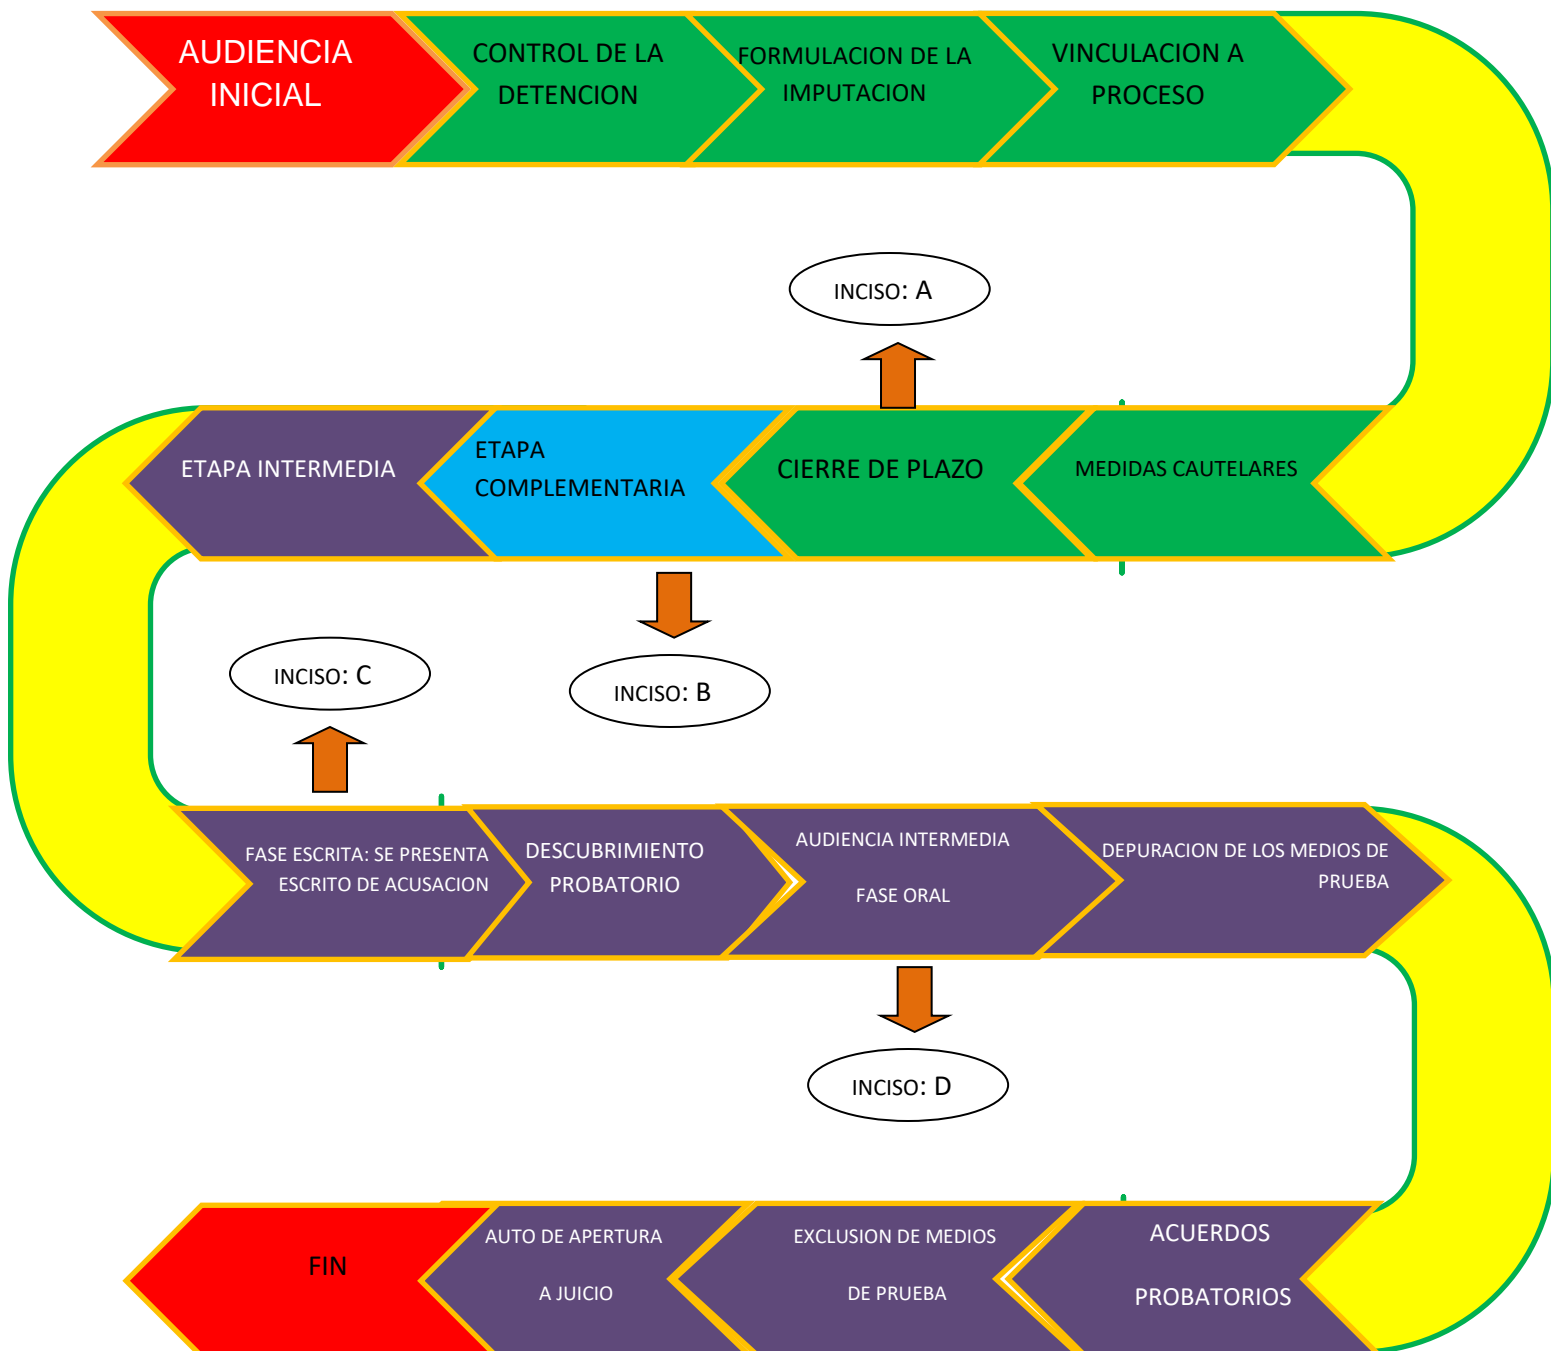 AUDIENCIA
INICIAL
CONTROL DE LA
DETENCION
FORMULACION DE LA
IMPUTACION
VINCULACION A
PROCESO
INCISO: A
MEDIDAS CAUTELARES
CIERRE DE PLAZO
ETAPA
COMPLEMENTARIA
ETAPA INTERMEDIA
INCISO: B
INCISO: C
FASE ESCRITA: SE PRESENTA
ESCRITO DE ACUSACION
DESCUBRIMIENTO
PROBATORIO
AUDIENCIA INTERMEDIA
FASE ORAL
DEPURACION DE LOS MEDIOS DE
PRUEBA
INCISO: D
ACUERDOS
PROBATORIOS
EXCLUSION DE MEDIOS
DE PRUEBA
AUTO DE APERTURA
A JUICIO
FIN